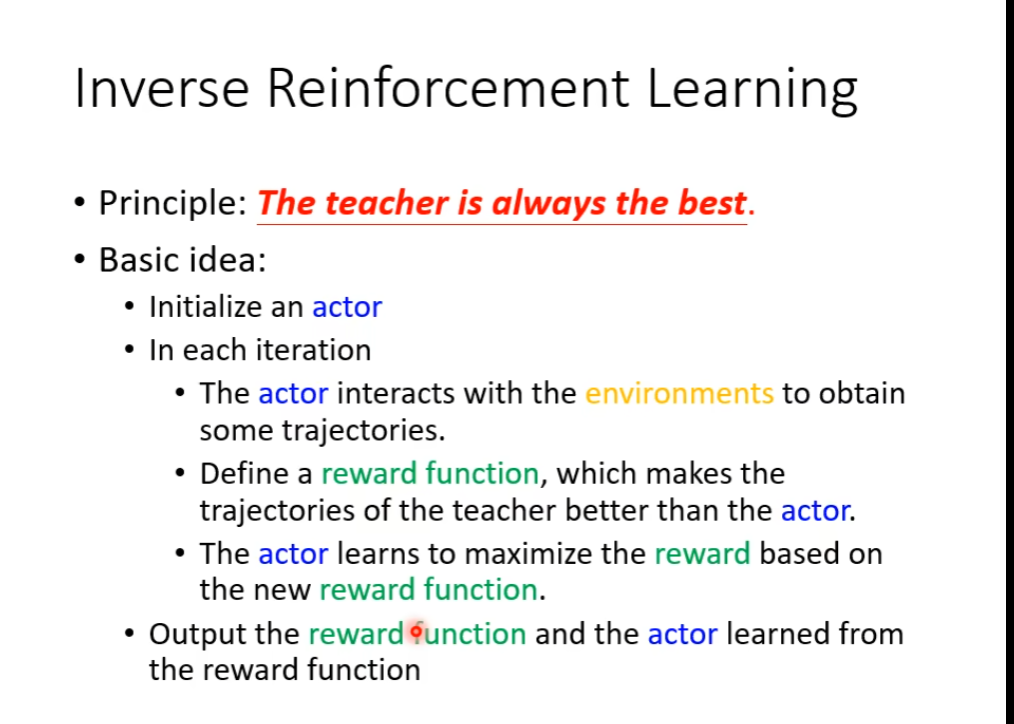 Inverse Reinforcement Learning
• Principle: The teacher is always the best.
• Basic idea:
• Initialize an actor
• In each iteration
• The actor interacts with the environments to obtain
some trajectories.
• Define a reward function, which makes the
trajectories of the teacher better than the actor.
• The actor learns to maximize the reward based on
the new reward function.
• Output the reward function and the actor learned from
the reward function